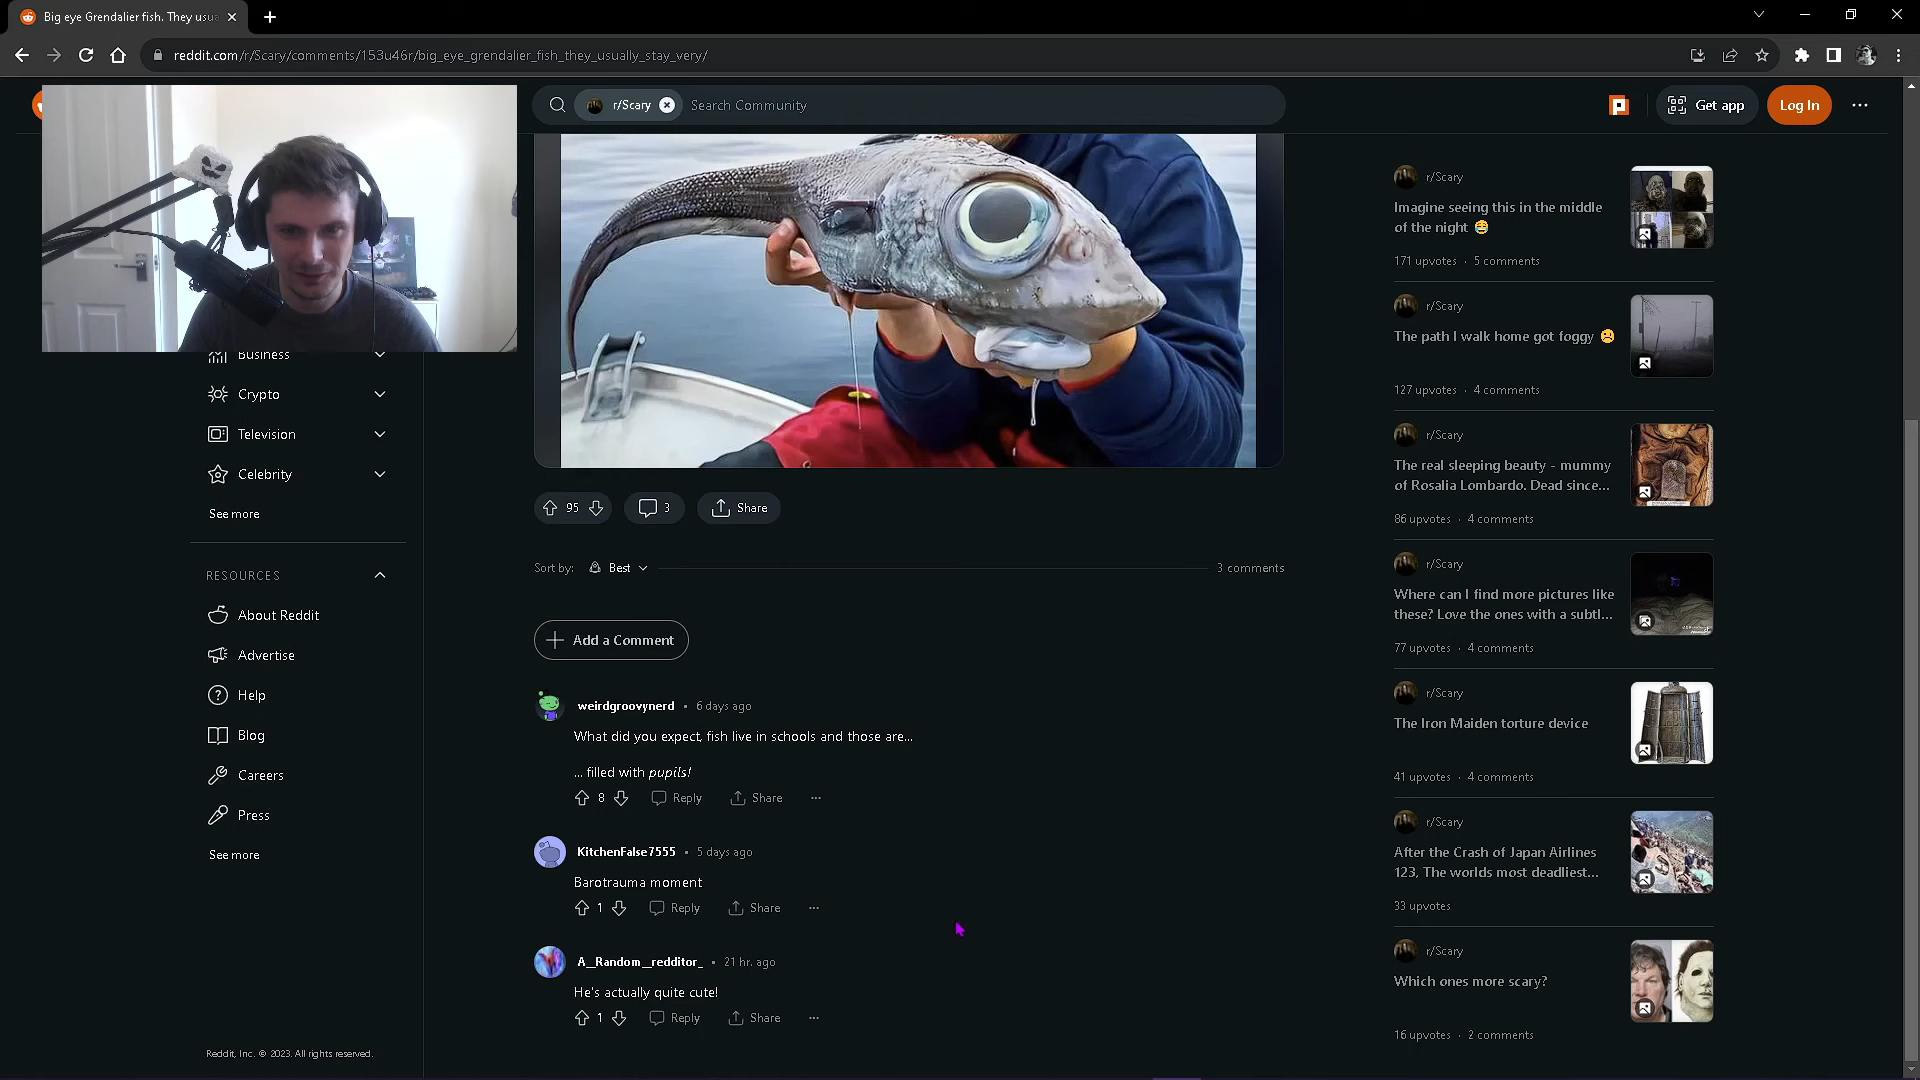 Big eye Grendalier fish. They usua
reddit.com/r/Scary/comments/153u46r/big_eye_grendalier_fish_they_usually_stay_very/
r/Scary
Search Community
Get app
Log In
Business
Crypto
Television
Celebrity
See more
RESOURCES
About Reddit
Advertise
Help
Blog
Careers
Press
See more
Reddit, Inc. © 2023. All rights reserved.
95
3
Share
Sort by:
Best
3 comments
Add a Comment
weirdgroovynerd • 6 days ago
What did you expect, fish live in schools and those are...
... filled with pupils!
8
Reply
Share
KitchenFalse7555 • 5 days ago
Barotrauma moment
1
Reply
Share
A__Random__redditor_ • 21 hr. ago
He's actually quite cute!
1
Reply
Share
r/Scary
Imagine seeing this in the middle
of the night 😂
171 upvotes · 5 comments
r/Scary
The path I walk home got foggy 🙁
127 upvotes · 4 comments
r/Scary
The real sleeping beauty - mummy
of Rosalia Lombardo. Dead since...
86 upvotes · 4 comments
r/Scary
Where can I find more pictures like
these? Love the ones with a subtl...
77 upvotes · 4 comments
r/Scary
The Iron Maiden torture device
41 upvotes · 4 comments
r/Scary
After the Crash of Japan Airlines
123, The worlds most deadliest...
33 upvotes
r/Scary
Which ones more scary?
16 upvotes · 2 comments